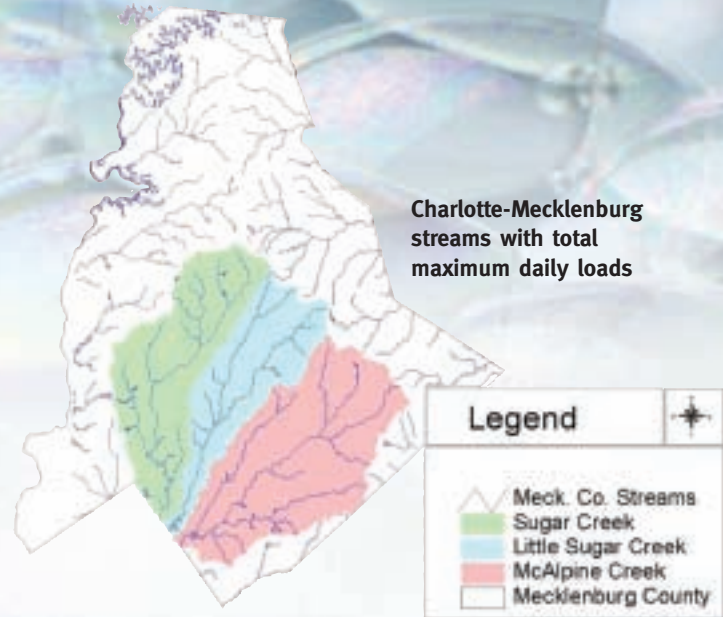 Charlotte-Mecklenburg
streams with total
maximum daily loads
Legend
Meck. Co. Streams
Sugar Creek
Little Sugar Creek
McAlpine Creek
Mecklenburg County